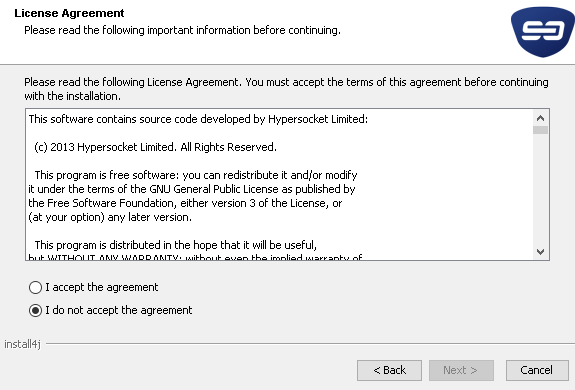 License Agreement
Please read the following important information before continuing.
Please read the following License Agreement. You must accept the terms of this agreement before continuing
with the installation.
This software contains source code developed by Hypersocket Limited:
(c) 2013 Hypersocket Limited. All Rights Reserved.
This program is free software: you can redistribute it and/or modify
it under the terms of the GNU General Public License as published by
the Free Software Foundation, either version 3 of the License, or
(at your option) any later version.
This program is distributed in the hope that it will be useful,
but WITHOUT ANY WARRANTY; without even the implied warranty of
I accept the agreement
I do not accept the agreement
install4j
< Back
Next >
Cancel